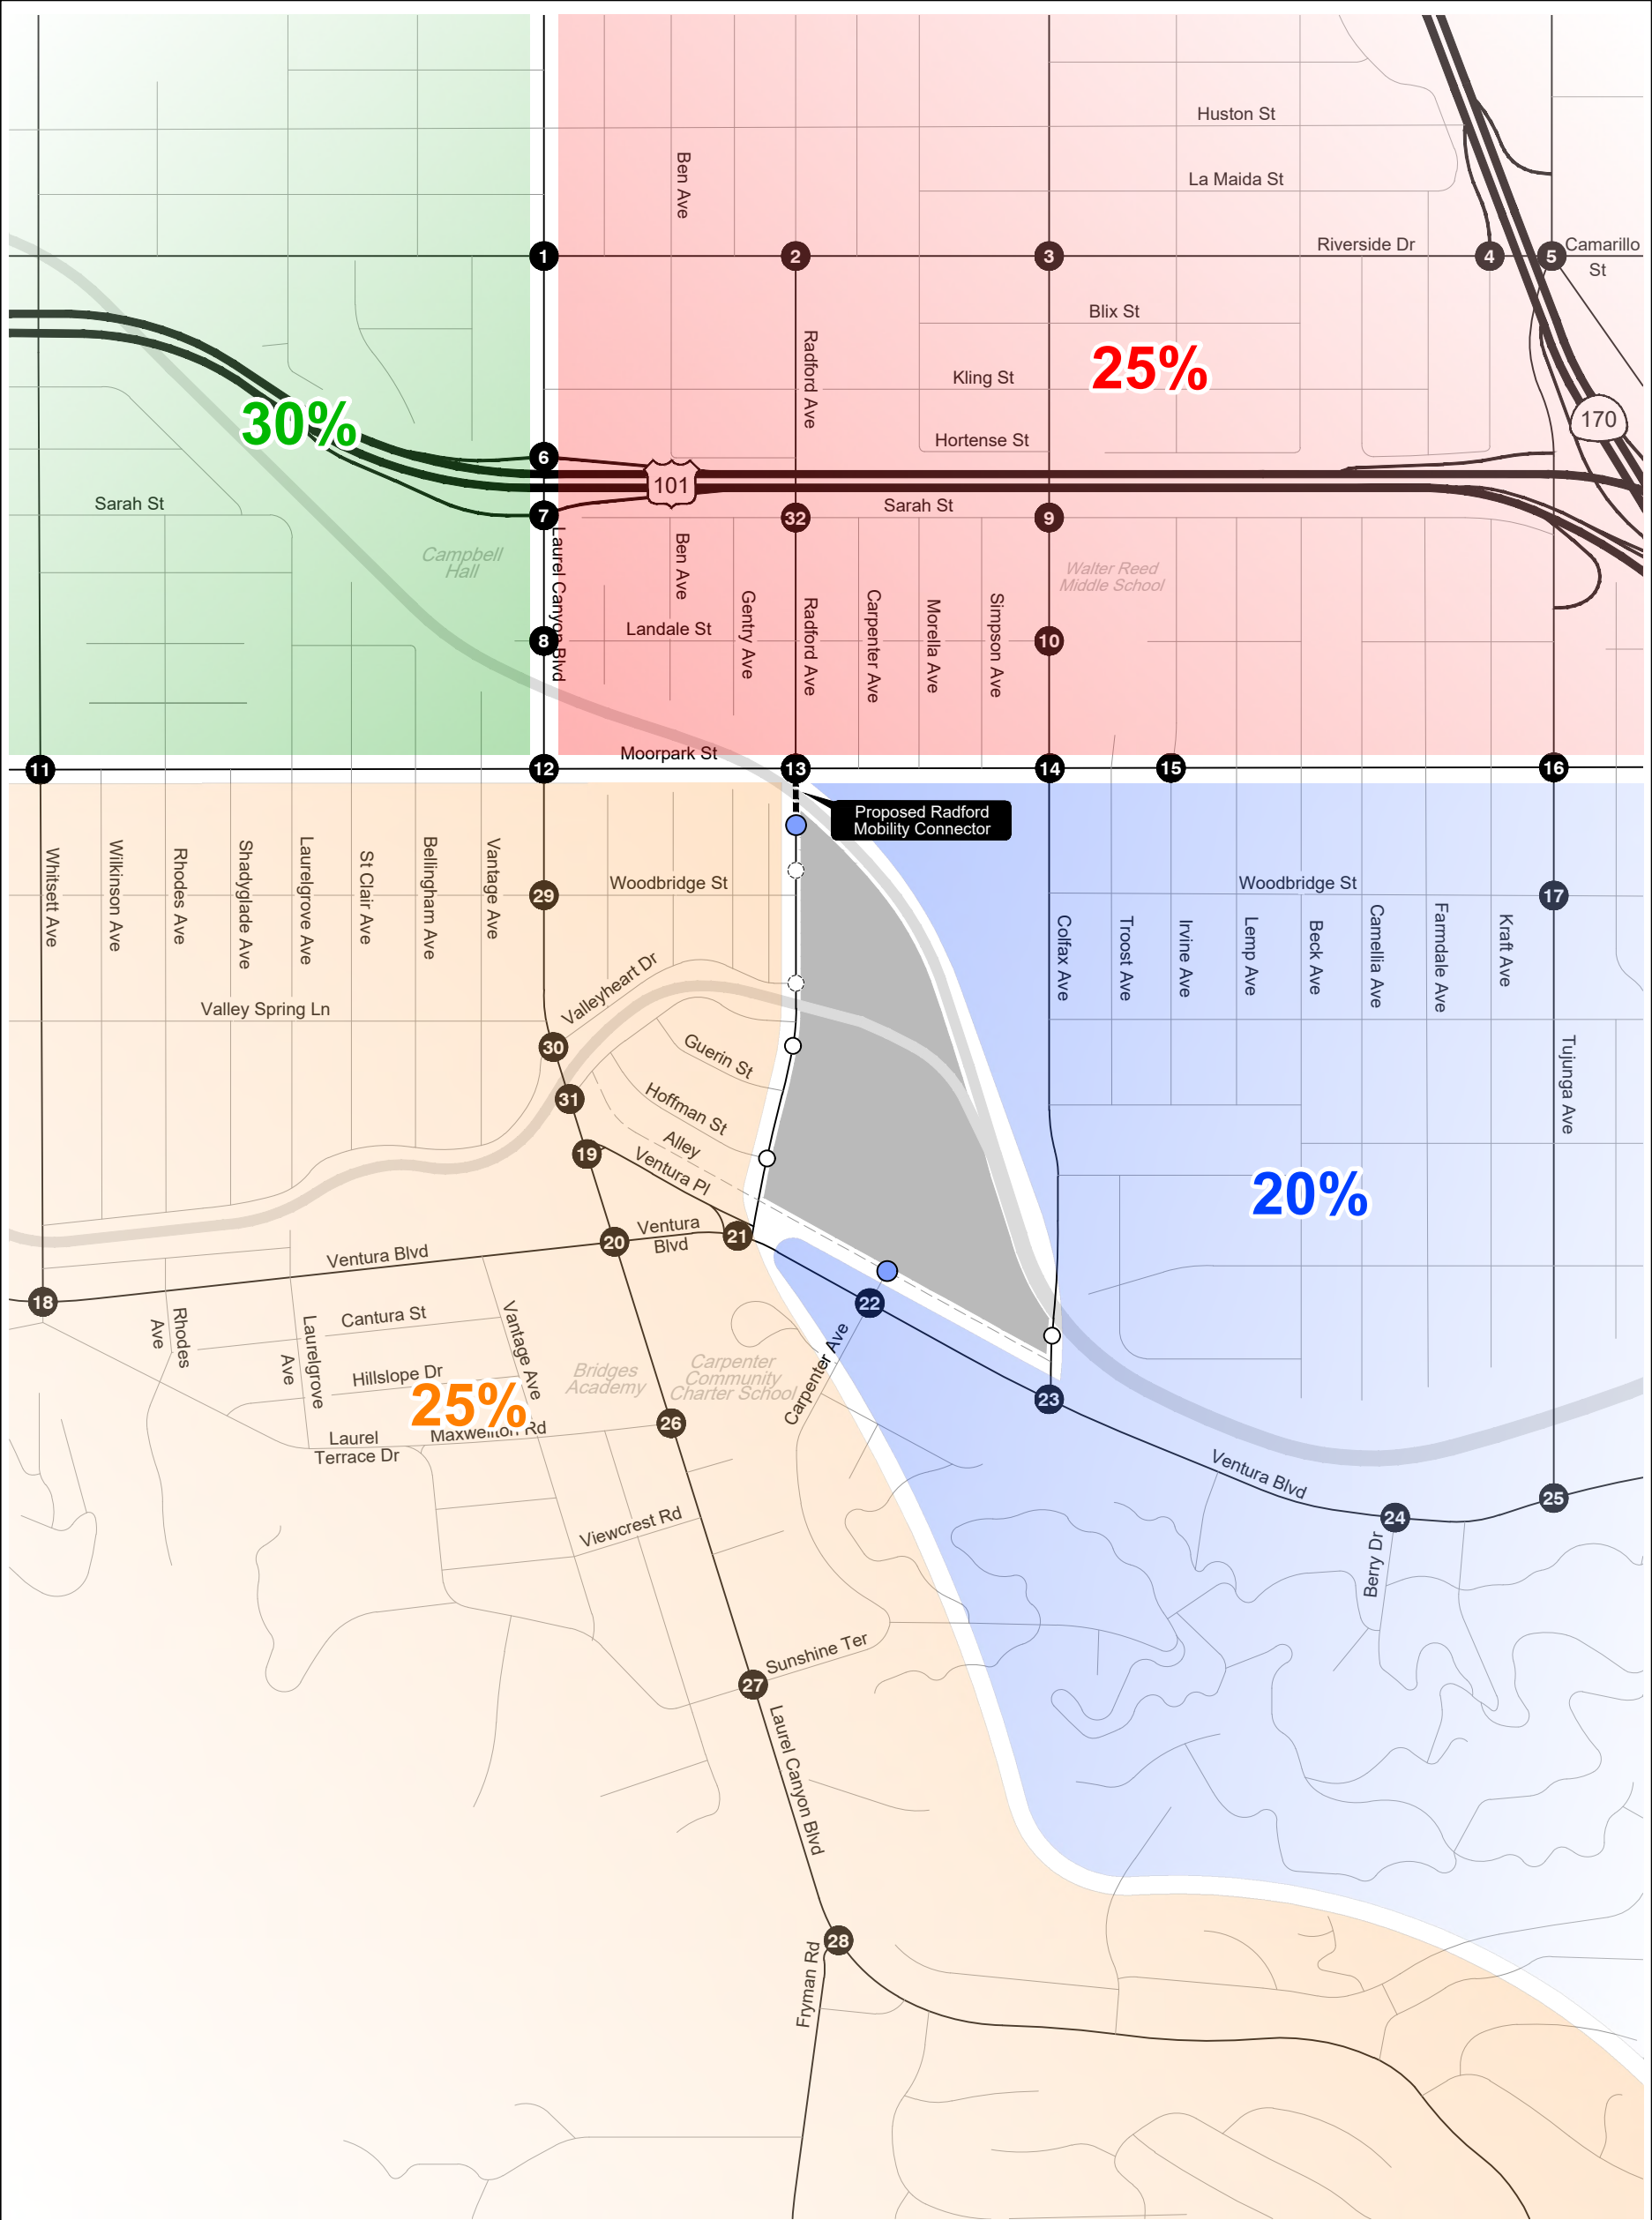 Huston St
Ben Ave
La Maida St
Riverside Dr
Camarillo
St
1
2
3
4
5
Blix St
Radford Ave
25%
Kling St
30%
170
Hortense St
6
101
Sarah St
Sarah St
7
32
9
Laurel Canyon Blvd
Campbell
Hall
Ben Ave
Walter Reed
Middle School
Gentry Ave
Radford Ave
Carpenter Ave
Morella Ave
Simpson Ave
Landale St
8
10
Moorpark St
11
12
13
14
15
16
Proposed Radford
Mobility Connector
Whitsett Ave
Wilkinson Ave
Rhodes Ave
Shadyglade Ave
Laurelgrove Ave
St Clair Ave
Bellingham Ave
Vantage Ave
29
Woodbridge St
Woodbridge St
17
Colfax Ave
Troost Ave
Irvine Ave
Lemp Ave
Beck Ave
Camellia Ave
Farmdale Ave
Kraft Ave
Valleyheart Dr
Valley Spring Ln
30
Guerin St
Tujunga Ave
31
Hoffman St
Alley
19
Ventura Pl
20%
Ventura
Blvd
20
21
Ventura Blvd
18
22
Rhodes
Ave
Laurelgrove
Ave
Cantura St
Vantage Ave
Carpenter Ave
Hillslope Dr
Bridges
Academy
Carpenter
Community
Charter School
25%
23
26
Laurel
Terrace Dr
Maxwellton Rd
Ventura Blvd
24
25
Viewcrest Rd
Berry Dr
Sunshine Ter
27
Laurel Canyon Blvd
28
Fryman Rd